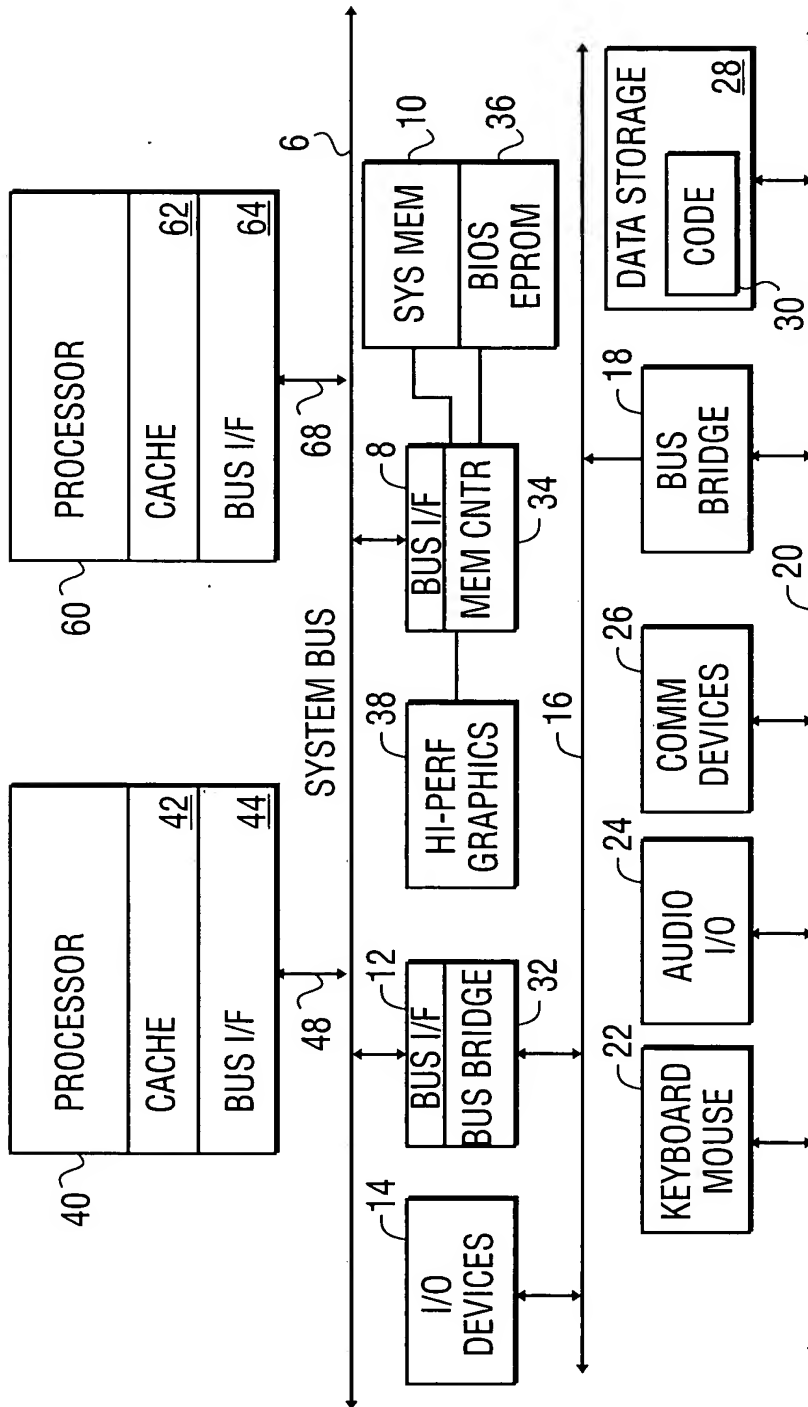 PROCESSOR
CACHE
42
BUS I/F
44
40
48
PROCESSOR
CACHE
62
BUS I/F
64
60
68
SYSTEM BUS
6
14
I/O
DEVICES
12
BUS I/F
BUS BRIDGE
32
38
HI-PERF
GRAPHICS
8
BUS I/F
MEM CNTR
34
SYS MEM
10
BIOS
EPROM
36
16
22
KEYBOARD
MOUSE
24
AUDIO
I/O
26
COMM
DEVICES
18
BUS
BRIDGE
DATA STORAGE
CODE
28
30
20